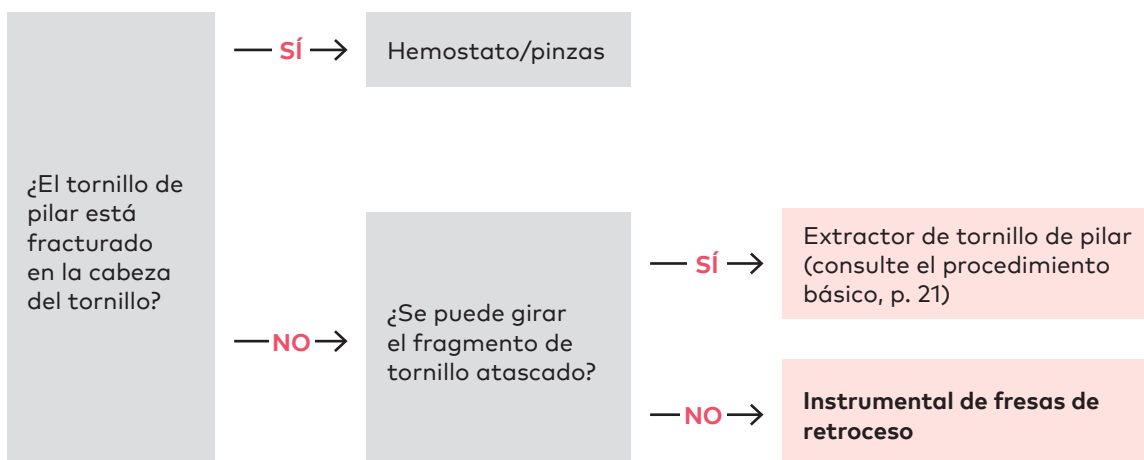 ¿El tornillo de
pilar está
fracturado
en la cabeza
del tornillo?
SÍ
Hemostato/pinzas
NO
¿Se puede girar
el fragmento de
tornillo atascado?
SÍ
Extractor de tornillo de pilar
(consulte el procedimiento
básico, p. 21)
NO
Instrumental de fresas de
retroceso